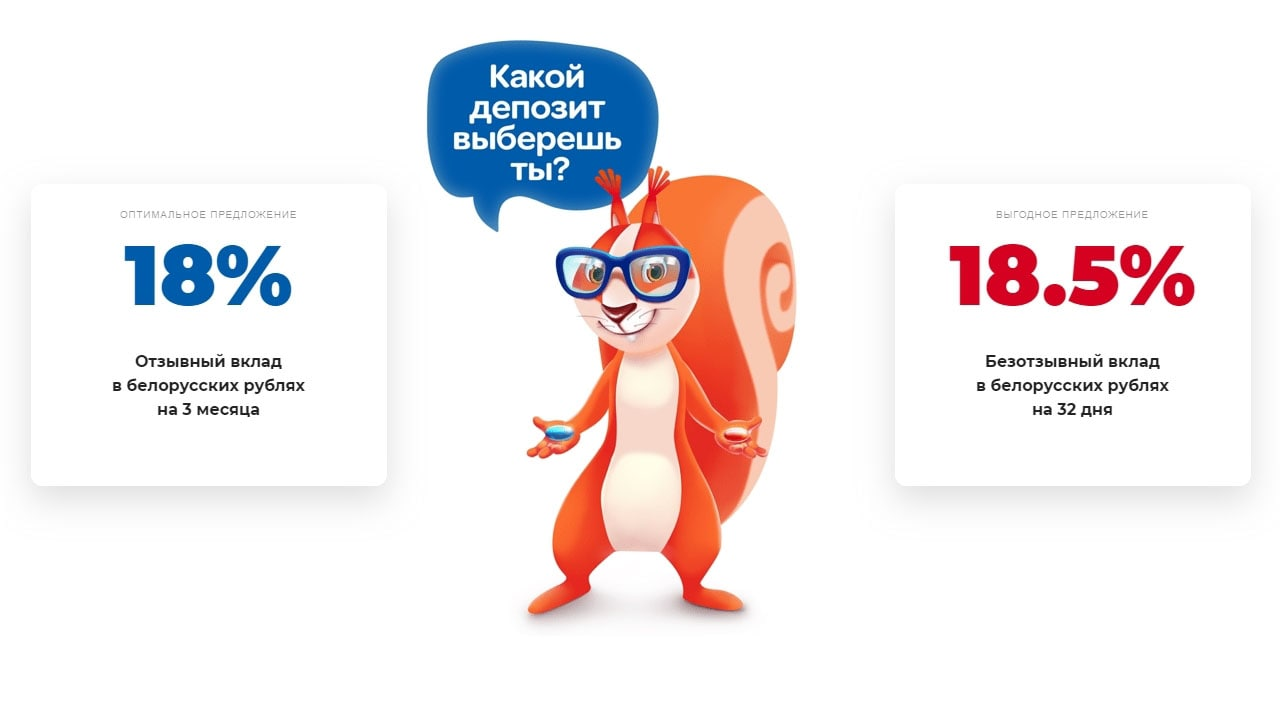 Какой
депозит
выберешь
ты?
ОПТИМАЛЬНОЕ ПРЕДЛОЖЕНИЕ
18%
Отзывный вклад
в белорусских рублях
на 3 месяца
ВЫГОДНОЕ ПРЕДЛОЖЕНИЕ
18.5%
Безотзывный вклад
в белорусских рублях
на 32 дня